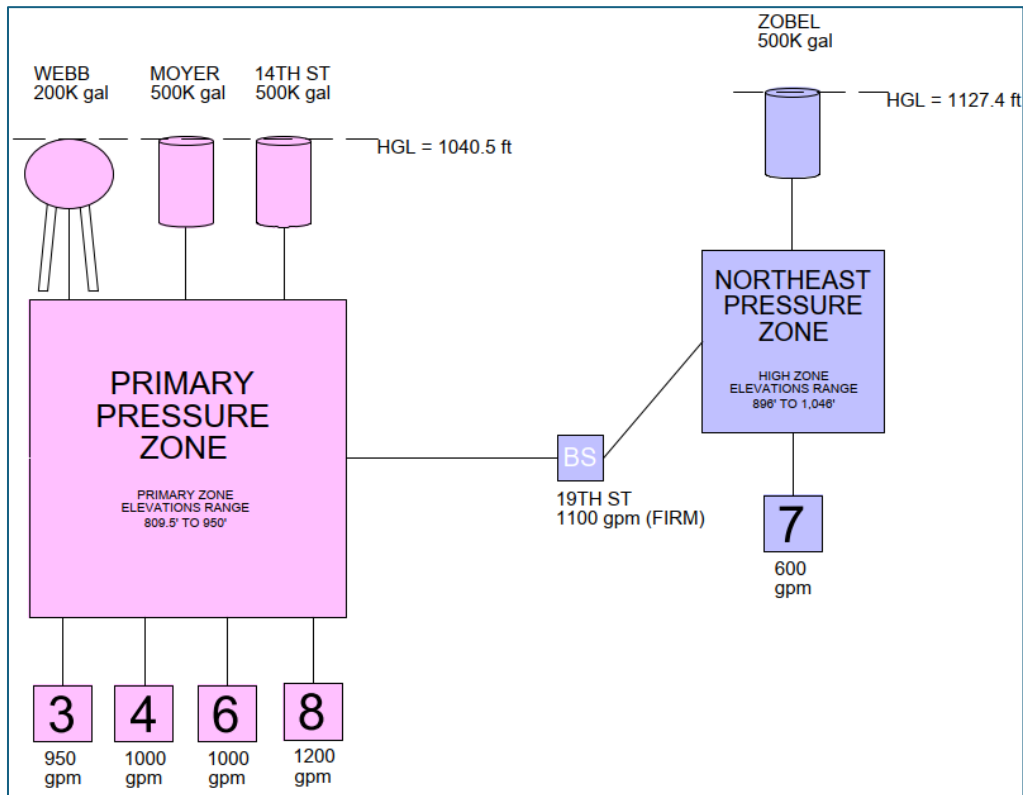 WEBB
200K gal
MOYER
500K gal
14TH ST
500K gal
HGL = 1040.5 ft
ZOBEL
500K gal
HGL = 1127.4 ft
PRIMARY
PRESSURE
ZONE
PRIMARY ZONE
ELEVATIONS RANGE
809.5' TO 950'
NORTHEAST
PRESSURE
ZONE
HIGH ZONE
ELEVATIONS RANGE
896' TO 1,046'
BS
19TH ST
1100 gpm (FIRM)
7
600
gpm
3
950
gpm
4
1000
gpm
6
1000
gpm
8
1200
gpm